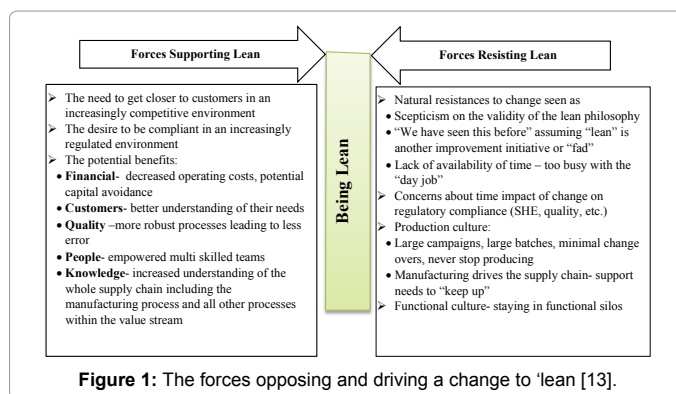 Forces Supporting Lean
➢ The need to get closer to customers in an
increasingly competitive environment
➢ The desire to be compliant in an increasingly
regulated environment
➢ The potential benefits:
• Financial- decreased operating costs, potential
capital avoidance
• Customers- better understanding of their needs
• Quality –more robust processes leading to less
error
• People- empowered multi skilled teams
• Knowledge- increased understanding of the
whole supply chain including the
manufacturing process and all other processes
within the value stream
Being Lean
Forces Resisting Lean
➢ Natural resistances to change seen as
• Scepticism on the validity of the lean philosophy
• “We have seen this before” assuming “lean” is
another improvement initiative or “fad”
• Lack of availability of time – too busy with the
“day job”
➢ Concerns about time impact of change on
regulatory compliance (SHE, quality, etc.)
➢ Production culture:
• Large campaigns, large batches, minimal change
overs, never stop producing
• Manufacturing drives the supply chain- support
needs to “keep up”
➢ Functional culture- staying in functional silos
Figure 1: The forces opposing and driving a change to ‘lean [13].